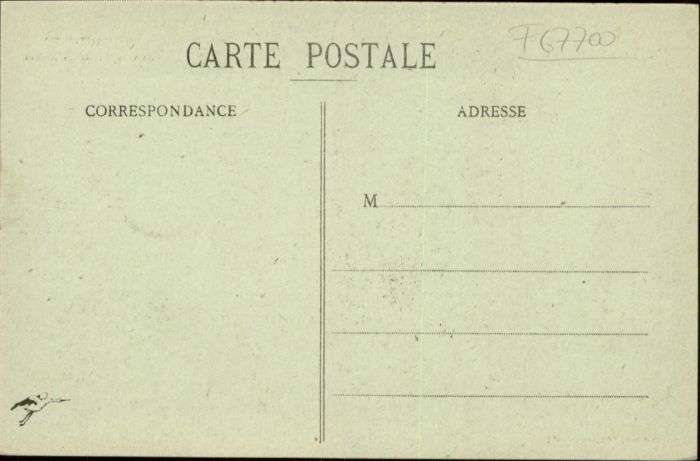 F67700
CARTE POSTALE
CORRESPONDANCE
ADRESSE
M